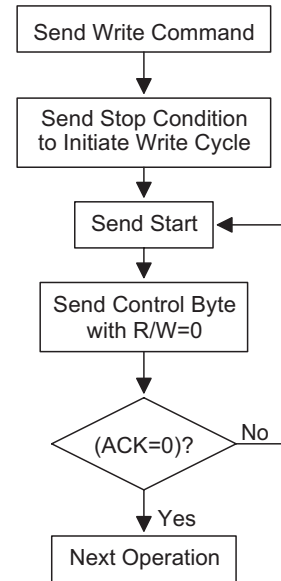 Send Write Command
Send Stop Condition
to Initiate Write Cycle
Send Start
Send Control Byte
with R/W=0
(ACK=0)?
No
Yes
Next Operation